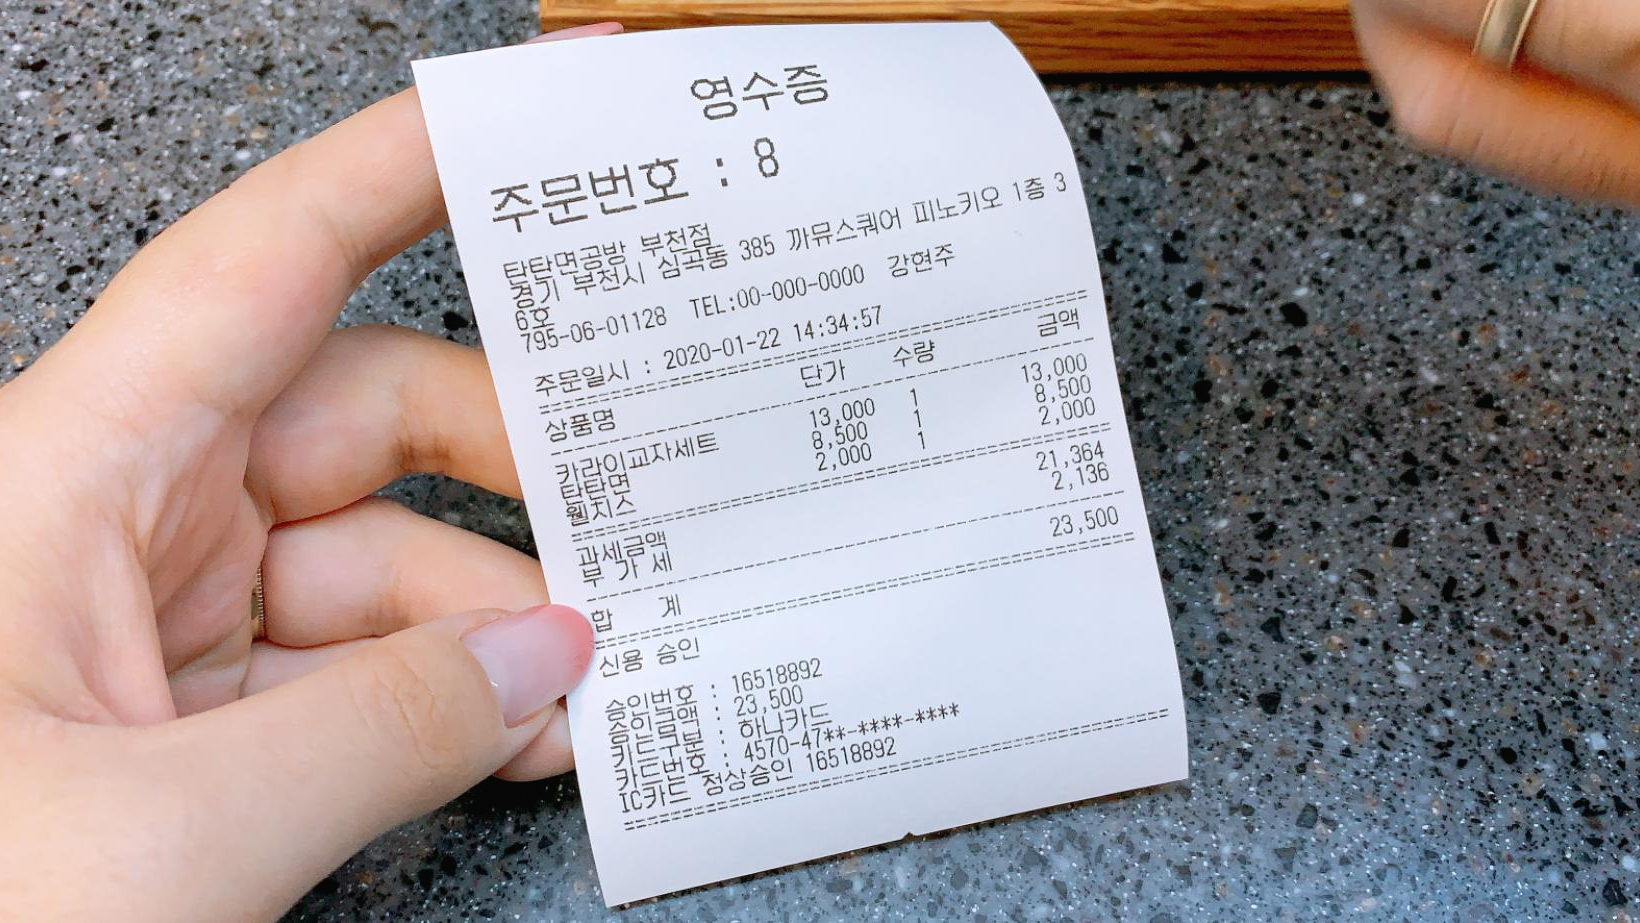 영수증
주문번호 : 8
탄탄면공방 부천점
경기 부천시 심곡동 385 까뮤스퀘어 피노키오 1층 3
6호
795-06-01128 TEL:00-000-0000 강현주
주문일시 : 2020-01-22 14:34:57
상품명 단가 수량 금액
카라이교자세트 13,000 1 13,000
탄탄면 8,500 1 8,500
웰치스 2,000 1 2,000
과세금액 21,364
부 가 세 2,136
합 계 23,500
신용 승인
승인번호 : 16518892
승인금액 : 23,500
카드구분 : 하나카드
카드번호 : 4570-47**-****-****
IC카드 정상승인 16518892